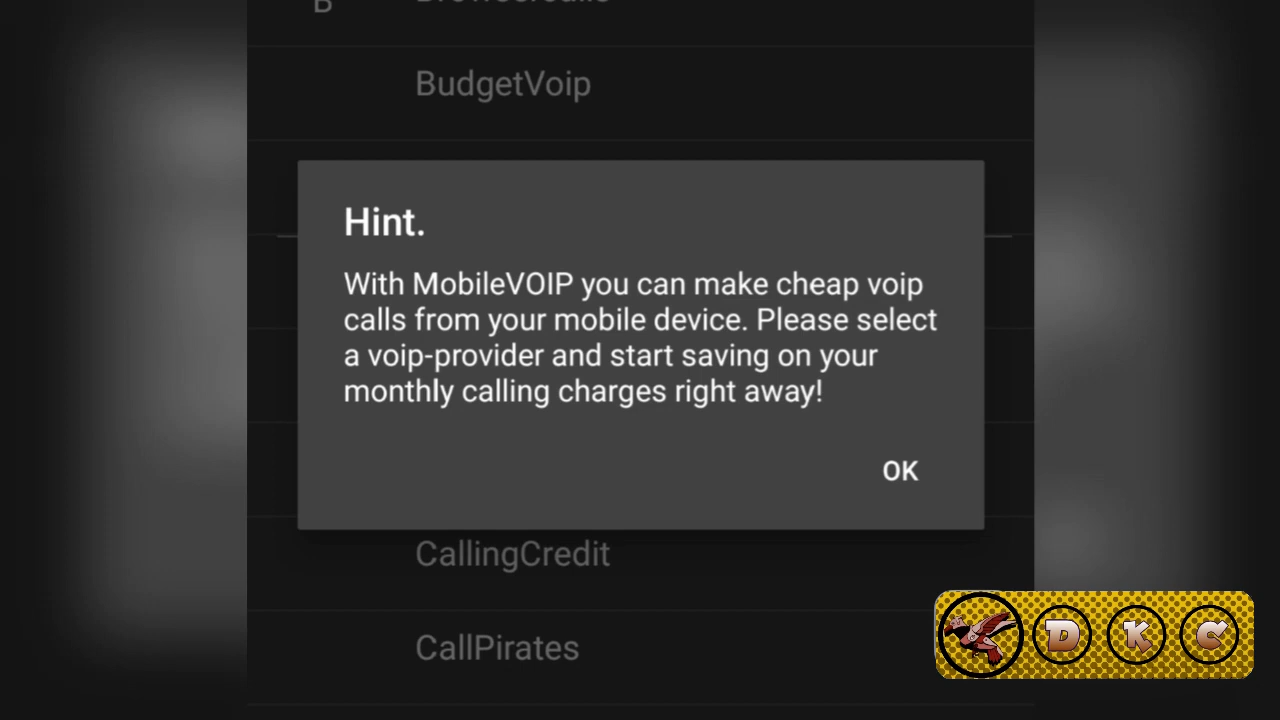 B
BudgetVoip
Hint.
With MobileVOIP you can make cheap voip
calls from your mobile device. Please select
a voip-provider and start saving on your
monthly calling charges right away!
OK
CallingCredit
CallPirates
D K C